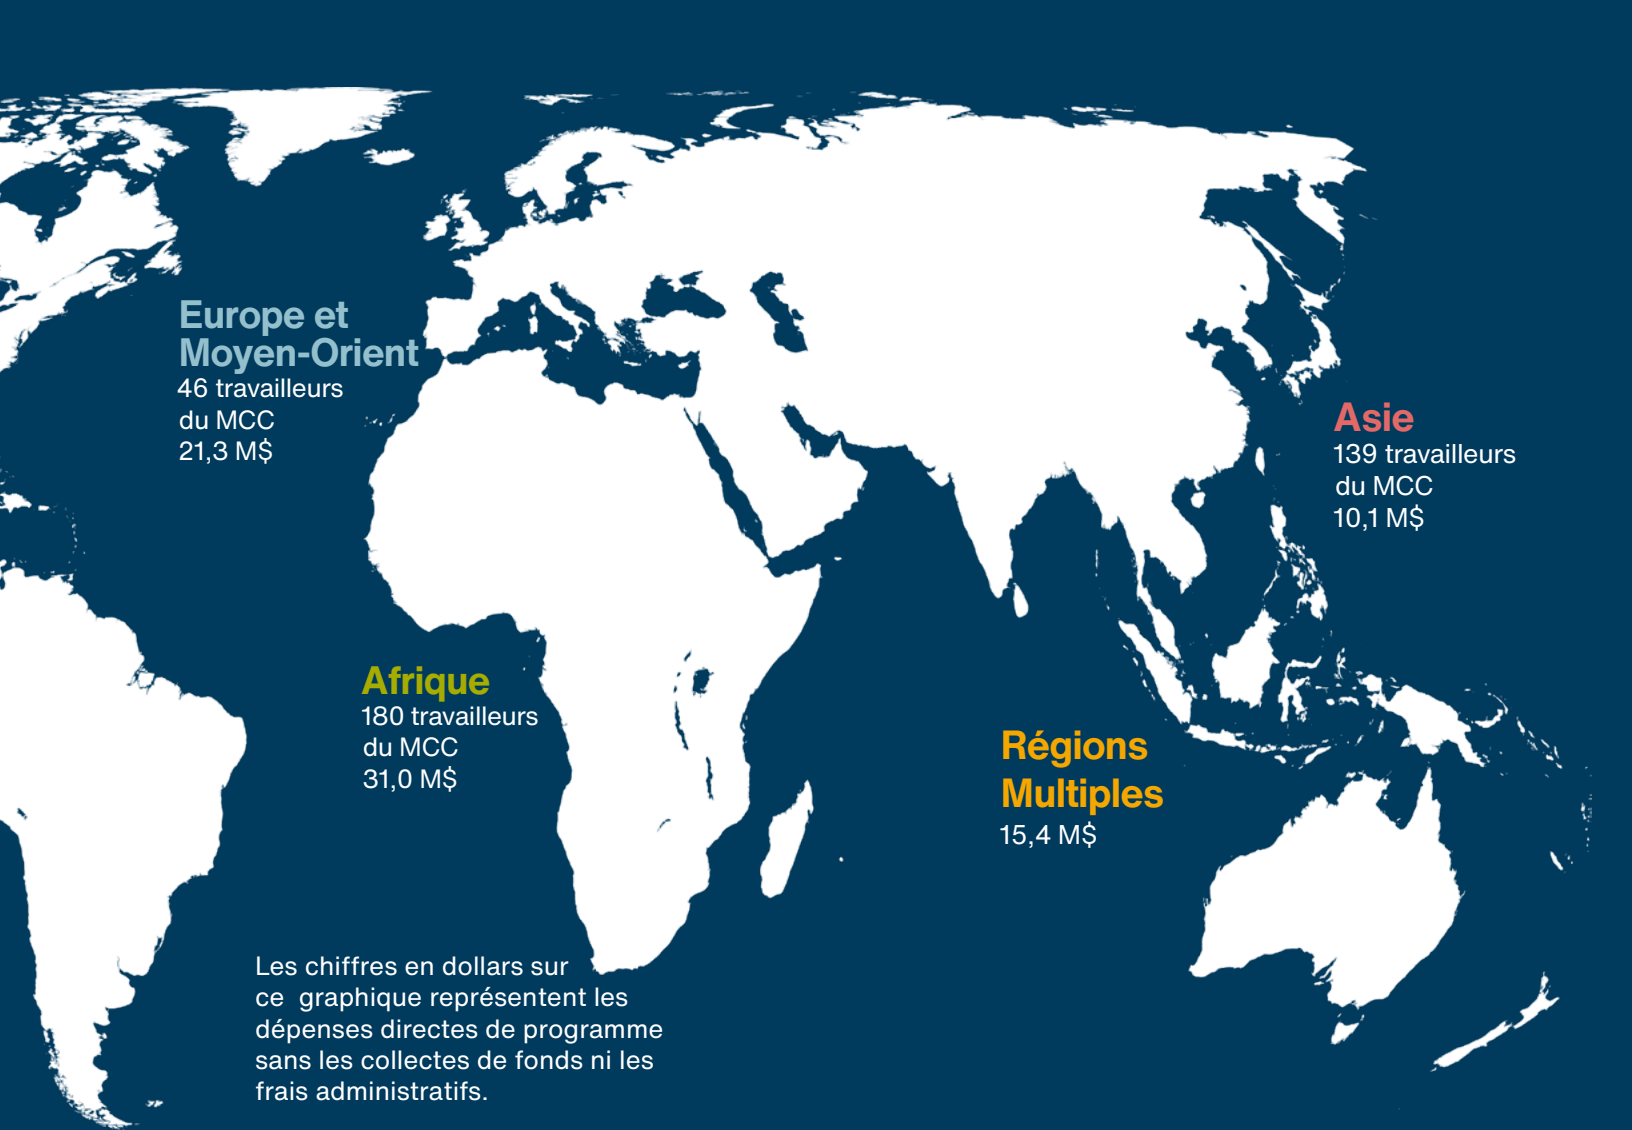 Europe et
Moyen-Orient
46 travailleurs
du MCC
21,3 M$
Asie
139 travailleurs
du MCC
10,1 M$
Afrique
180 travailleurs
du MCC
31,0 M$
Régions
Multiples
15,4 M$
Les chiffres en dollars sur
ce graphique représentent les
dépenses directes de programme
sans les collectes de fonds ni les
frais administratifs.